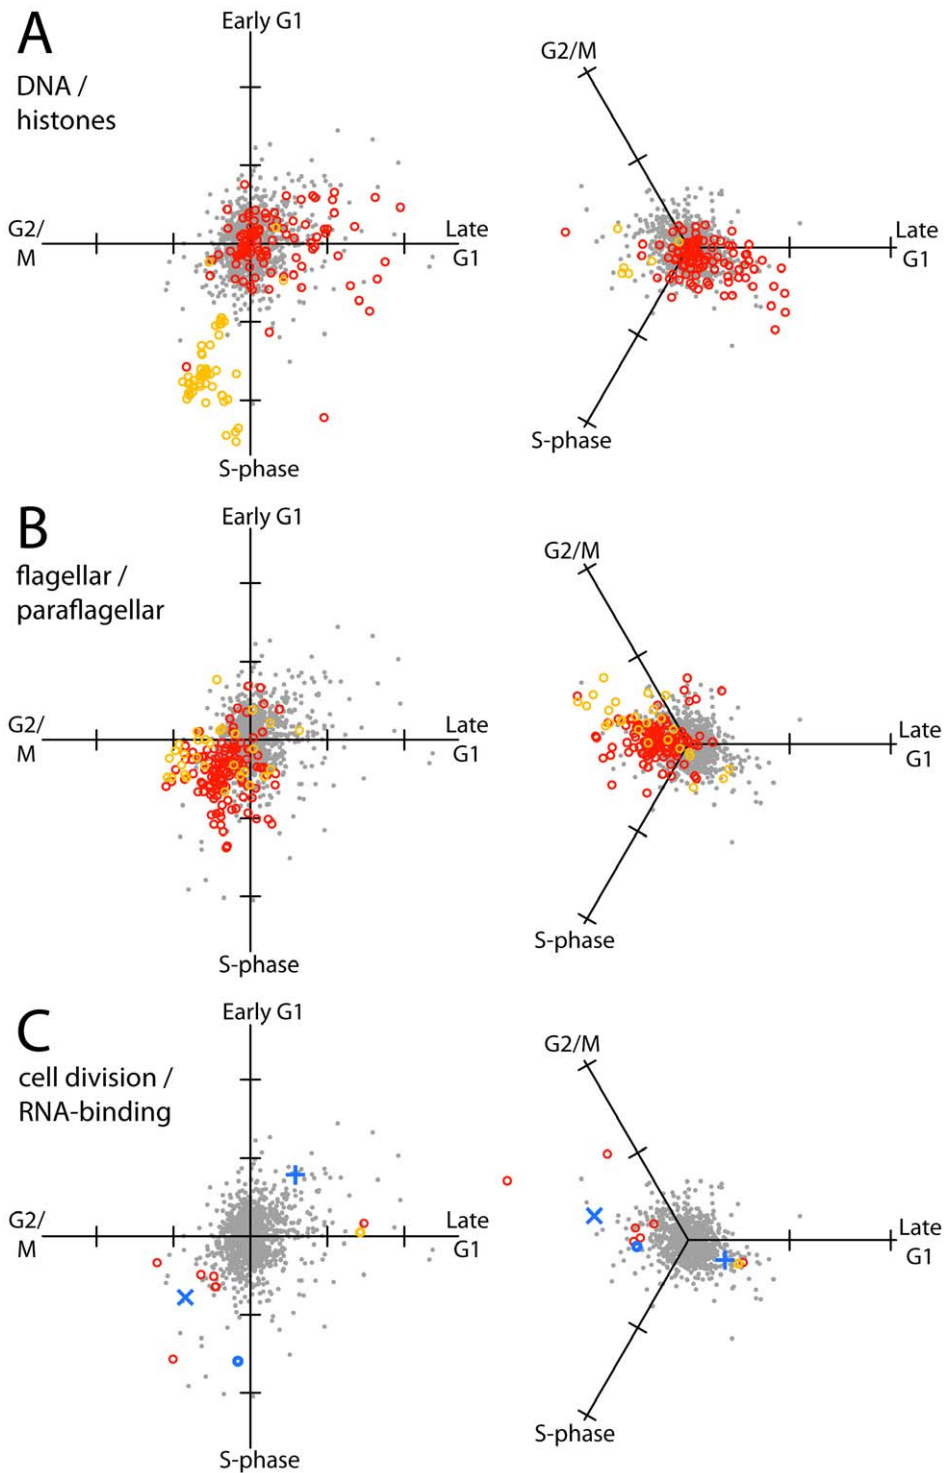 A
DNA /
histones
Early G1
G2/
M
Late
G1
S-phase
G2/M
Late
G1
S-phase
B
flagellar /
paraflagellar
Early G1
G2/
M
Late
G1
S-phase
G2/M
Late
G1
S-phase
C
cell division /
RNA-binding
Early G1
G2/
M
Late
G1
S-phase
G2/M
Late
G1
S-phase